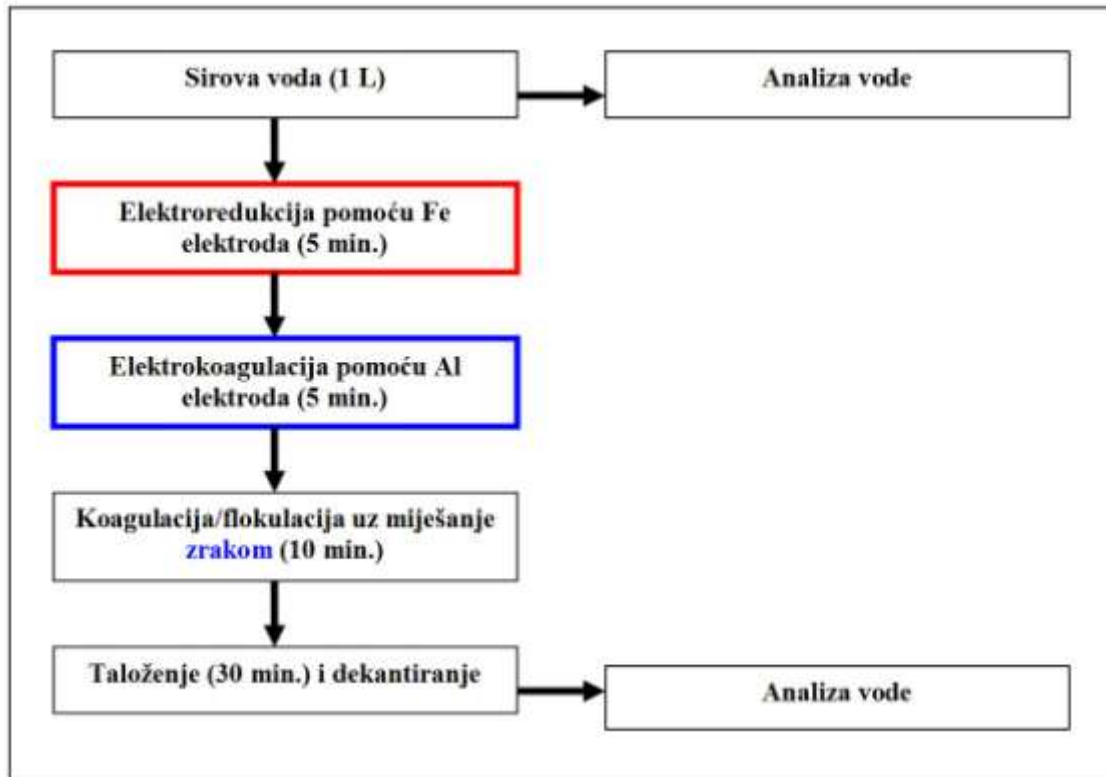 Sirova voda (1 L)
Analiza vode
Elektroredukcija pomoću Fe
elektroda (5 min.)
Elektrokoagulacija pomoću Al
elektroda (5 min.)
Koagulacija/flokulacija uz miješanje
zrakom (10 min.)
Taloženje (30 min.) i dekantiranje
Analiza vode